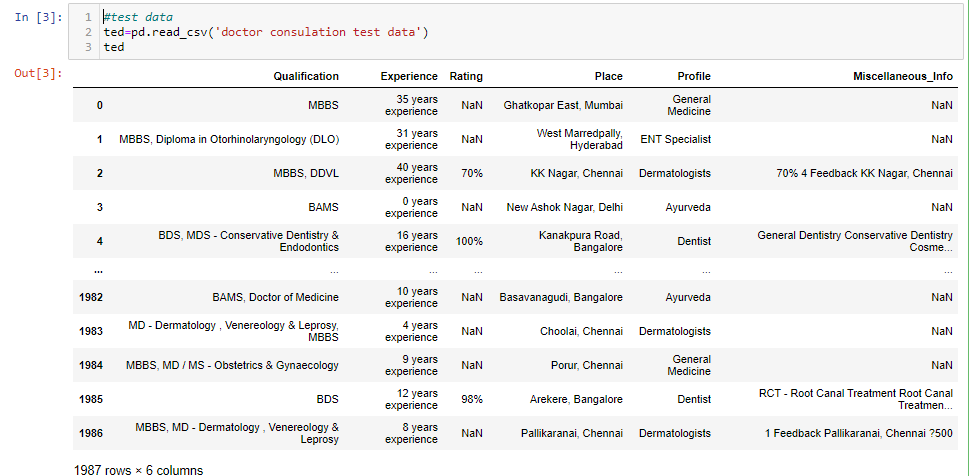 In [3]: 1 #test data
2 ted=pd.read_csv('doctor consulation test data')
3 ted
Out[3]:
Qualification Experience Rating Place Profile Miscellaneous_Info
0 MBBS 35 years experience NaN Ghatkopar East, Mumbai General Medicine NaN
1 MBBS, Diploma in Otorhinolaryngology (DLO) 31 years experience NaN West Marredpally, Hyderabad ENT Specialist NaN
2 MBBS, DDVL 40 years experience 70% KK Nagar, Chennai Dermatologists 70% 4 Feedback KK Nagar, Chennai
3 BAMS 0 years experience NaN New Ashok Nagar, Delhi Ayurveda NaN
4 BDS, MDS - Conservative Dentistry & Endodontics 16 years experience 100% Kanakpura Road, Bangalore Dentist General Dentistry Conservative Dentistry Cosme...
... ... ... ... ... ... ...
1982 BAMS, Doctor of Medicine 10 years experience NaN Basavanagudi, Bangalore Ayurveda NaN
1983 MD - Dermatology , Venereology & Leprosy, MBBS 4 years experience NaN Choolai, Chennai Dermatologists NaN
1984 MBBS, MD / MS - Obstetrics & Gynaecology 9 years experience NaN Porur, Chennai General Medicine NaN
1985 BDS 12 years experience 98% Arekere, Bangalore Dentist RCT - Root Canal Treatment Root Canal Treatmen...
1986 MBBS, MD - Dermatology , Venereology & Leprosy 8 years experience NaN Pallikaranai, Chennai Dermatologists 1 Feedback Pallikaranai, Chennai ?500
1987 rows × 6 columns